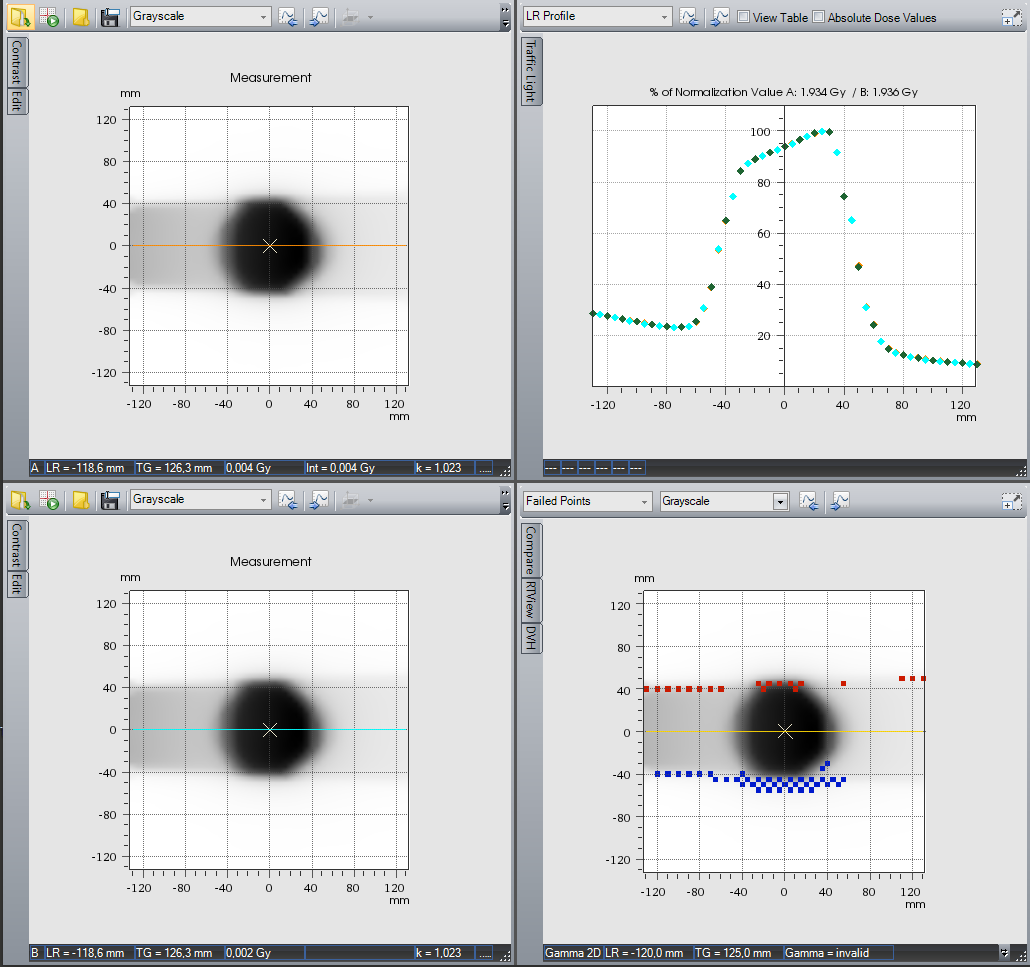 Grayscale
Contrast
Edit
Measurement
mm
120
80
40
0
-40
-80
-120
-120 -80 -40 0 40 80 120
mm
A LR = -118,6 mm TG = 126,3 mm 0,004 Gy Int = 0,004 Gy k = 1,023 .....
LR Profile View Table Absolute Dose Values
Traffic Light
% of Normalization Value A: 1.934 Gy / B: 1.936 Gy
100
80
60
40
20
-120 -80 -40 0 40 80 120
mm
--- --- --- --- --- ---
Grayscale
Contrast
Edit
Measurement
mm
120
80
40
0
-40
-80
-120
-120 -80 -40 0 40 80 120
mm
B LR = -118,6 mm TG = 126,3 mm 0,002 Gy k = 1,023 .....
Failed Points Grayscale
Compare
RTView
DVH
mm
120
80
40
0
-40
-80
-120
-120 -80 -40 0 40 80 120
mm
Gamma 2D LR = -120,0 mm TG = 125,0 mm Gamma = invalid